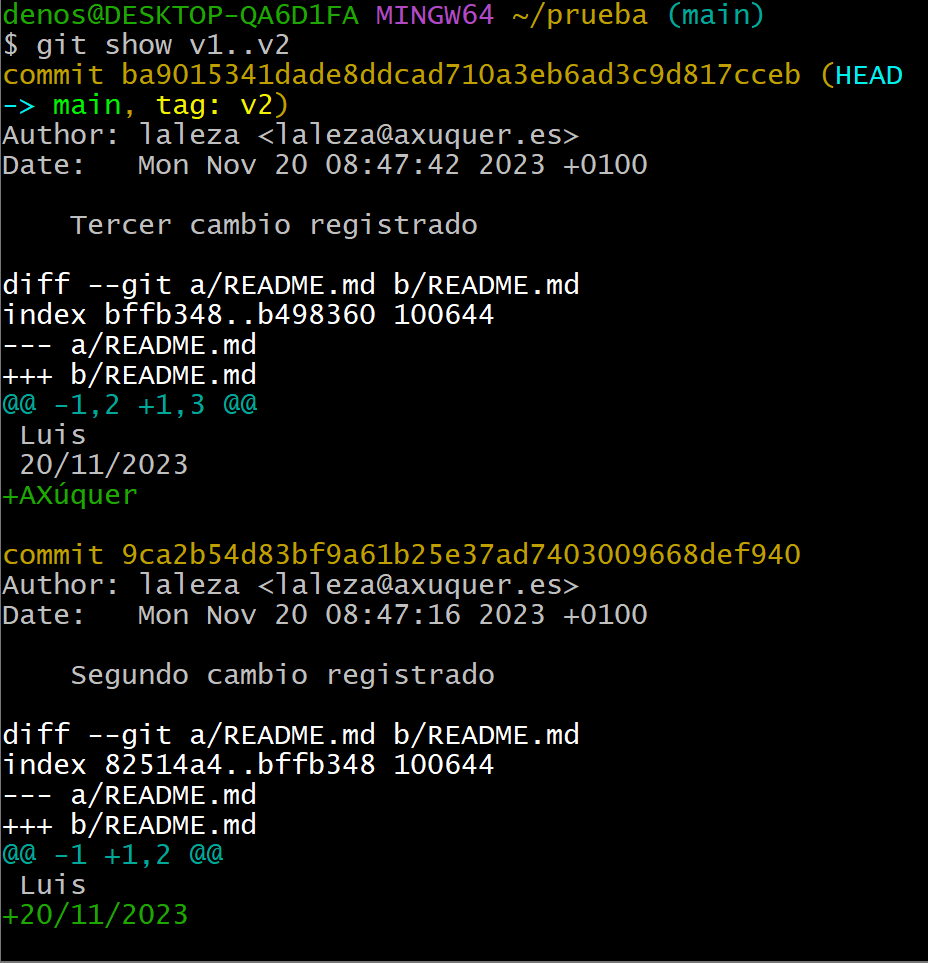 denos@DESKTOP-QA6D1FA MINGW64 ~/prueba (main)
$ git show v1..v2
commit ba9015341dade8ddcad710a3eb6ad3c9d817cceb (HEAD
-> main, tag: v2)
Author: laleza <laleza@axuquer.es>
Date:   Mon Nov 20 08:47:42 2023 +0100
    Tercer cambio registrado
diff --git a/README.md b/README.md
index bffb348..b498360 100644
--- a/README.md
+++ b/README.md
@@ -1,2 +1,3 @@
 Luis
 20/11/2023
+AXúquer
commit 9ca2b54d83bf9a61b25e37ad7403009668def940
Author: laleza <laleza@axuquer.es>
Date:   Mon Nov 20 08:47:16 2023 +0100
    Segundo cambio registrado
diff --git a/README.md b/README.md
index 82514a4..bffb348 100644
--- a/README.md
+++ b/README.md
@@ -1 +1,2 @@
 Luis
+20/11/2023